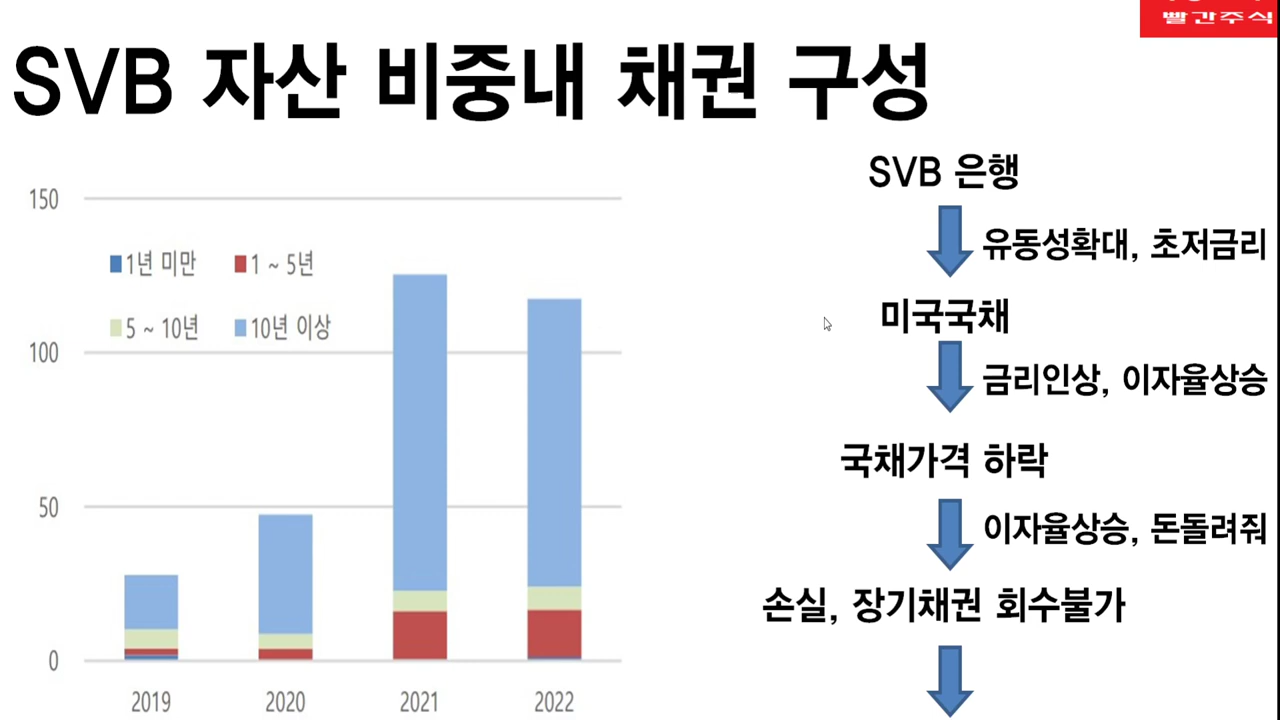 빨간주식
SVB 자산 비중내 채권 구성
150
100
50
0
1년 미만
1 ~ 5년
5 ~ 10년
10년 이상
2019
2020
2021
2022
SVB 은행
유동성확대, 초저금리
미국국채
금리인상, 이자율상승
국채가격 하락
이자율상승, 돈돌려줘
손실, 장기채권 회수불가